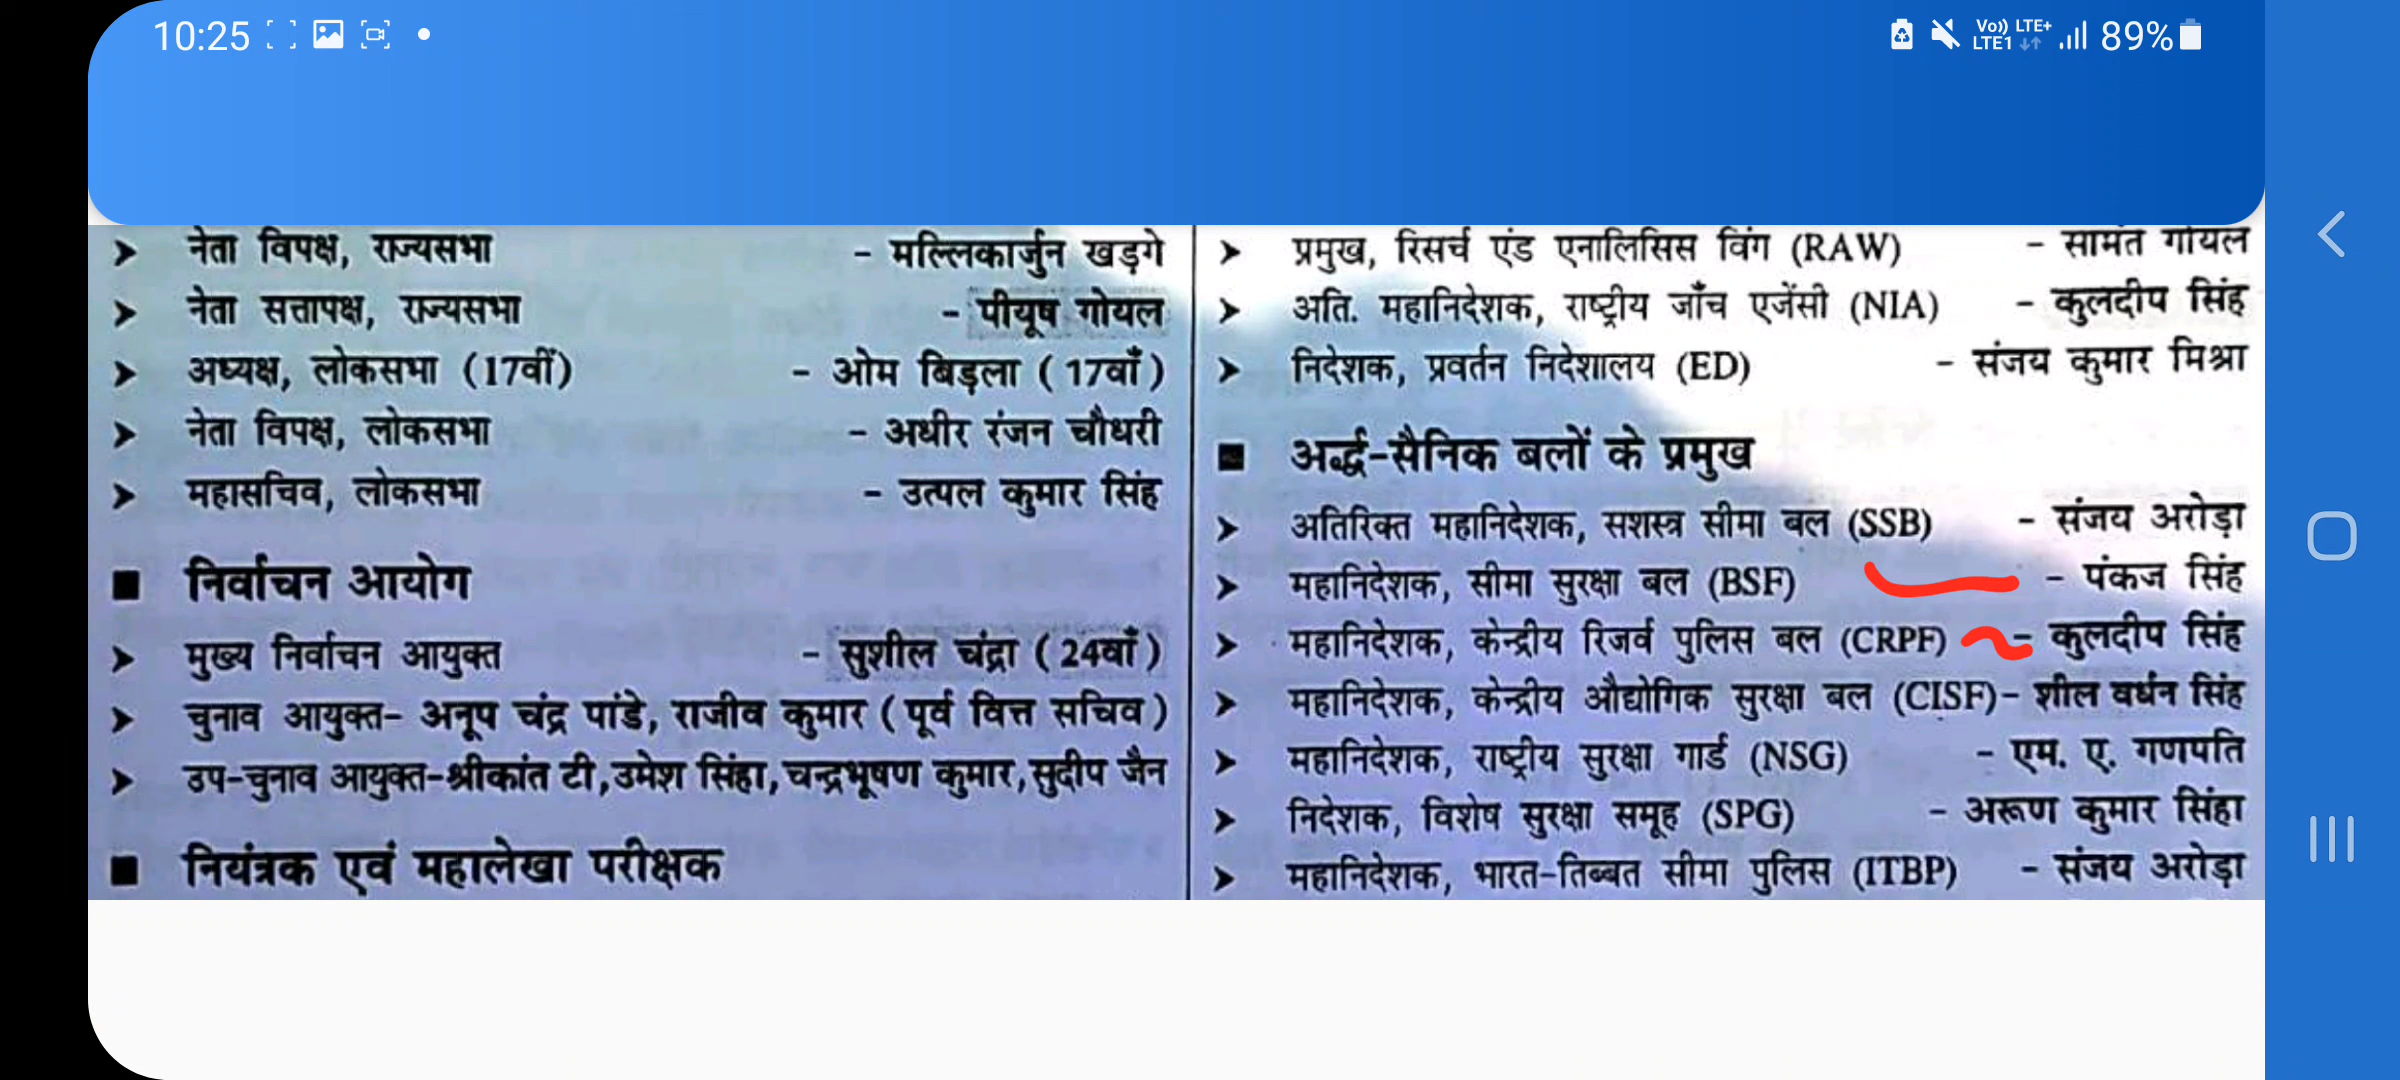 10:25
Vo)) LTE+
LTE1
89%
नेता विपक्ष, राज्यसभा - मल्लिकार्जुन खड़गे
नेता सत्तापक्ष, राज्यसभा - पीयूष गोयल
अध्यक्ष, लोकसभा (17वीं) - ओम बिड़ला (17वाँ)
नेता विपक्ष, लोकसभा - अधीर रंजन चौधरी
महासचिव, लोकसभा - उत्पल कुमार सिंह
निर्वाचन आयोग
मुख्य निर्वाचन आयुक्त - सुशील चंद्रा (24वाँ)
चुनाव आयुक्त- अनूप चंद्र पांडे, राजीव कुमार (पूर्व वित्त सचिव)
उप-चुनाव आयुक्त-श्रीकांत टी,उमेश सिंहा,चन्द्रभूषण कुमार,सुदीप जैन
नियंत्रक एवं महालेखा परीक्षक
प्रमुख, रिसर्च एंड एनालिसिस विंग (RAW) - सामंत गोयल
अति. महानिदेशक, राष्ट्रीय जाँच एजेंसी (NIA) - कुलदीप सिंह
निदेशक, प्रवर्तन निदेशालय (ED) - संजय कुमार मिश्रा
अर्द्ध-सैनिक बलों के प्रमुख
अतिरिक्त महानिदेशक, सशस्त्र सीमा बल (SSB) - संजय अरोड़ा
महानिदेशक, सीमा सुरक्षा बल (BSF) - पंकज सिंह
महानिदेशक, केन्द्रीय रिजर्व पुलिस बल (CRPF) - कुलदीप सिंह
महानिदेशक, केन्द्रीय औद्योगिक सुरक्षा बल (CISF)- शील वर्धन सिंह
महानिदेशक, राष्ट्रीय सुरक्षा गार्ड (NSG) - एम. ए. गणपति
निदेशक, विशेष सुरक्षा समूह (SPG) - अरूण कुमार सिंहा
महानिदेशक, भारत-तिब्बत सीमा पुलिस (ITBP) - संजय अरोड़ा